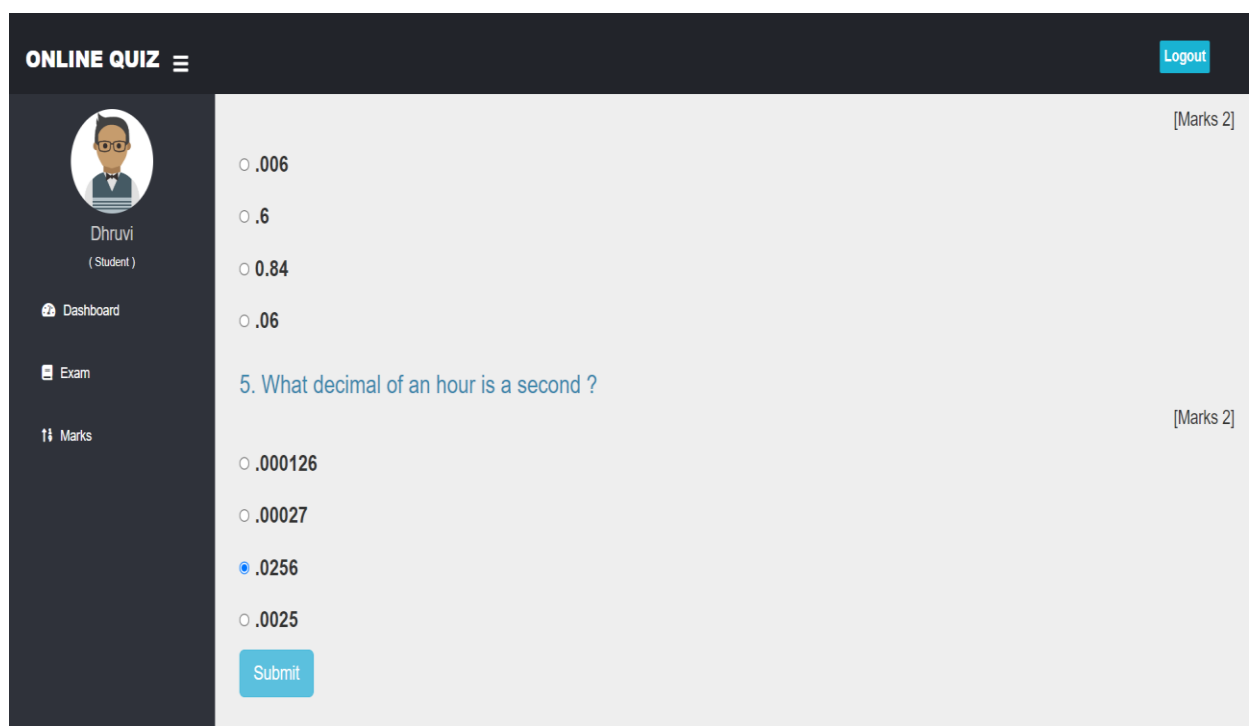 ONLINE QUIZ
Logout
Dhruvi
( Student )
Dashboard
Exam
Marks
[Marks 2]
.006
.6
0.84
.06
5. What decimal of an hour is a second ?
[Marks 2]
.000126
.00027
.0256
.0025
Submit